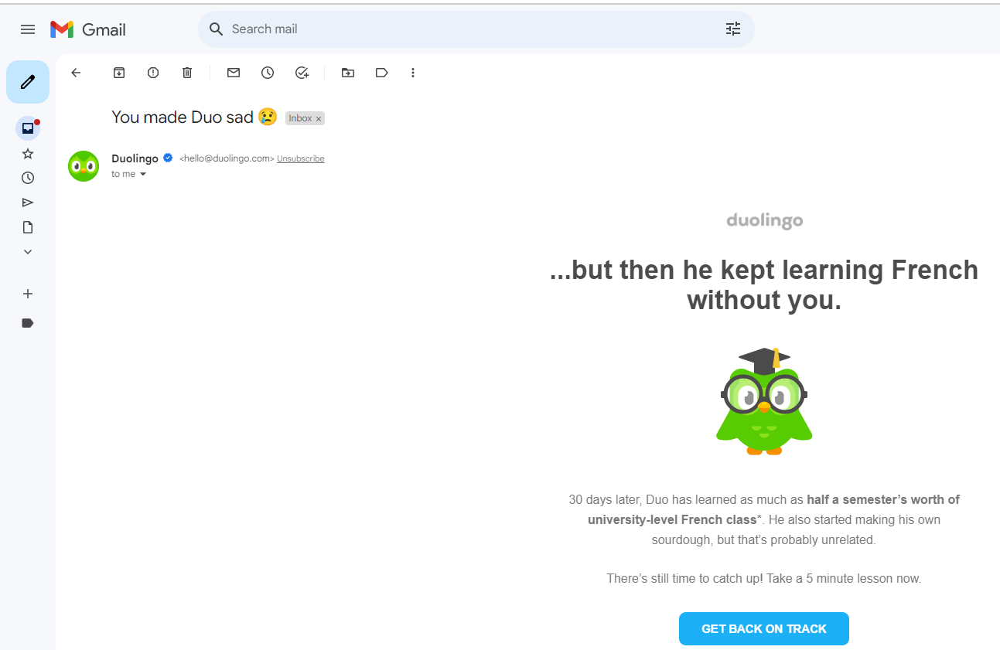 Gmail
Search mail
You made Duo sad 😢 Inbox ×
Duolingo <hello@duolingo.com> Unsubscribe
to me
duolingo
...but then he kept learning French
without you.
30 days later, Duo has learned as much as half a semester’s worth of
university-level French class*. He also started making his own
sourdough, but that’s probably unrelated.
There’s still time to catch up! Take a 5 minute lesson now.
GET BACK ON TRACK